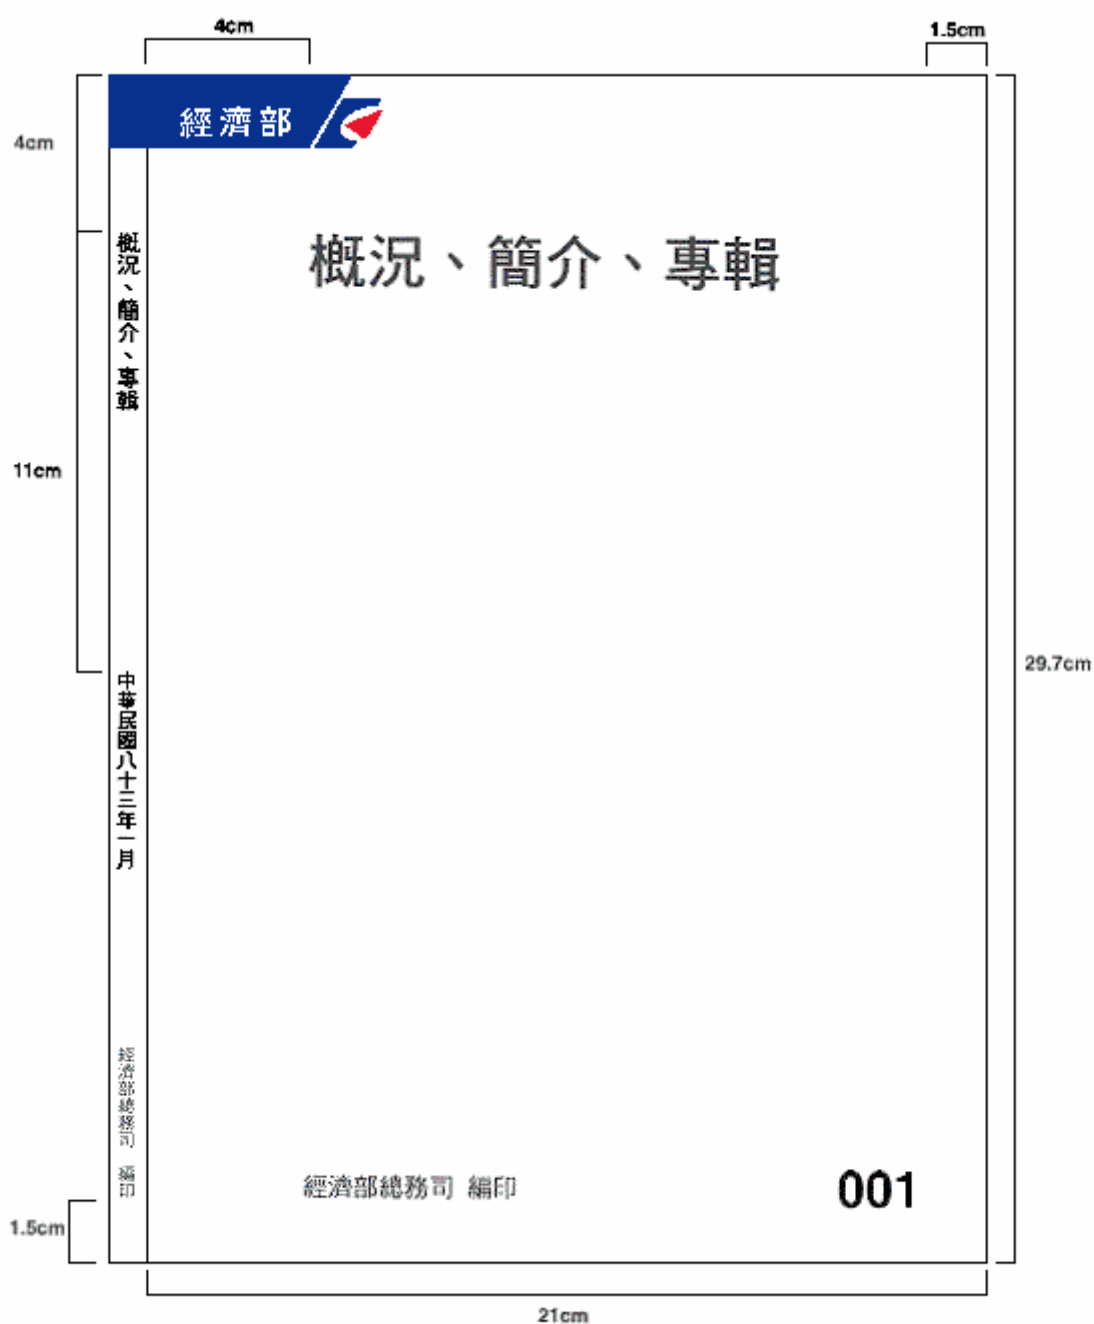 4cm
1.5cm
經濟部
4cm
概況、簡介、專輯
概況、簡介、專輯
11cm
29.7cm
中華民國八十三年一月
經濟部總務司 編印
經濟部總務司 編印
001
1.5cm
21cm